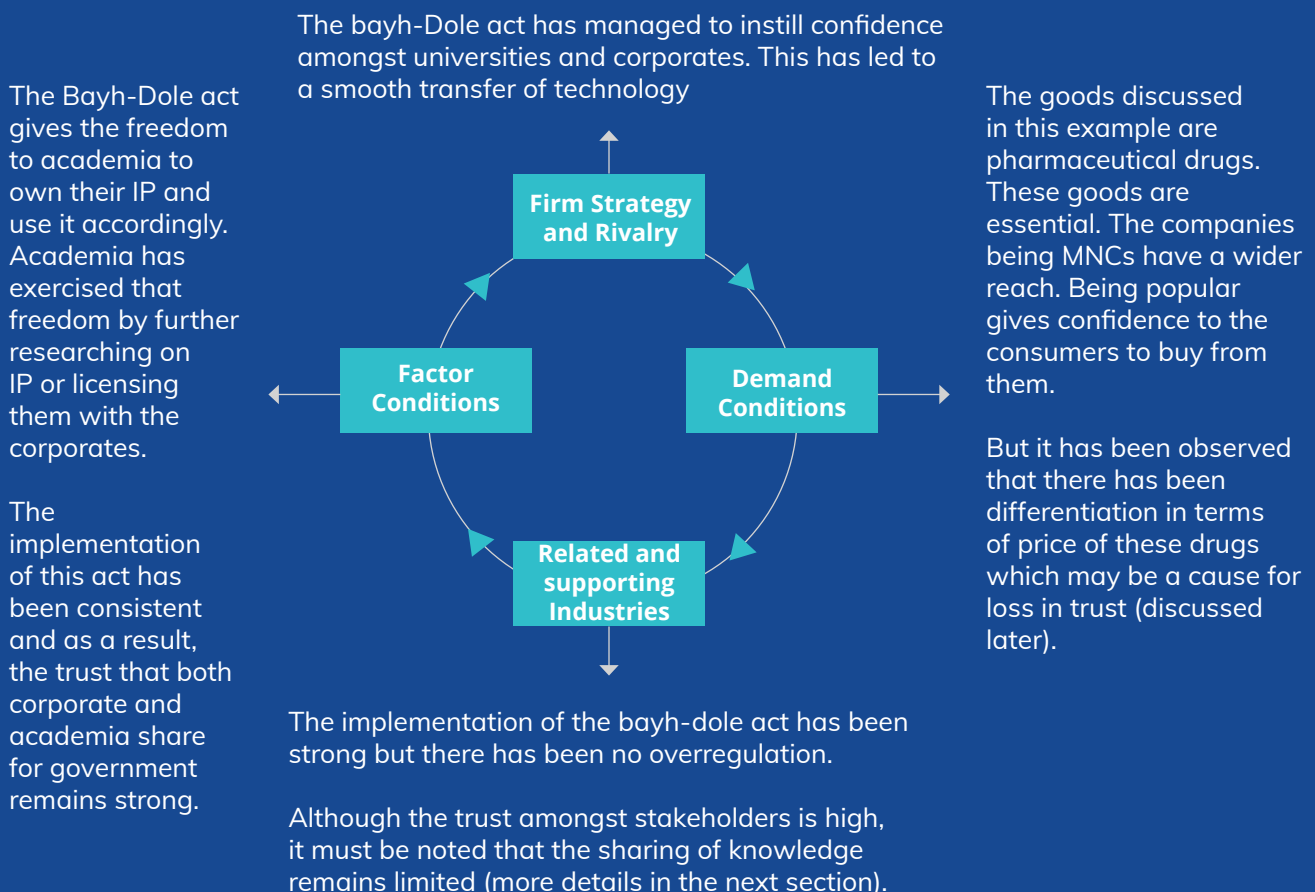 The bayh-Dole act has managed to instill confidence
amongst universities and corporates. This has led to
a smooth transfer of technology
The Bayh-Dole act
gives the freedom
to academia to
own their IP and
use it accordingly.
Academia has
exercised that
freedom by further
researching on
IP or licensing
them with the
corporates.
The
implementation
of this act has
been consistent
and as a result,
the trust that both
corporate and
academia share
for government
remains strong.
Firm Strategy
and Rivalry
Factor
Conditions
Demand
Conditions
Related and
supporting
Industries
The goods discussed
in this example are
pharmaceutical drugs.
These goods are
essential. The companies
being MNCs have a wider
reach. Being popular
gives confidence to the
consumers to buy from
them.
But it has been observed
that there has been
differentiation in terms
of price of these drugs
which may be a cause for
loss in trust (discussed
later).
The implementation of the bayh-dole act has been
strong but there has been no overregulation.
Although the trust amongst stakeholders is high,
it must be noted that the sharing of knowledge
remains limited (more details in the next section).